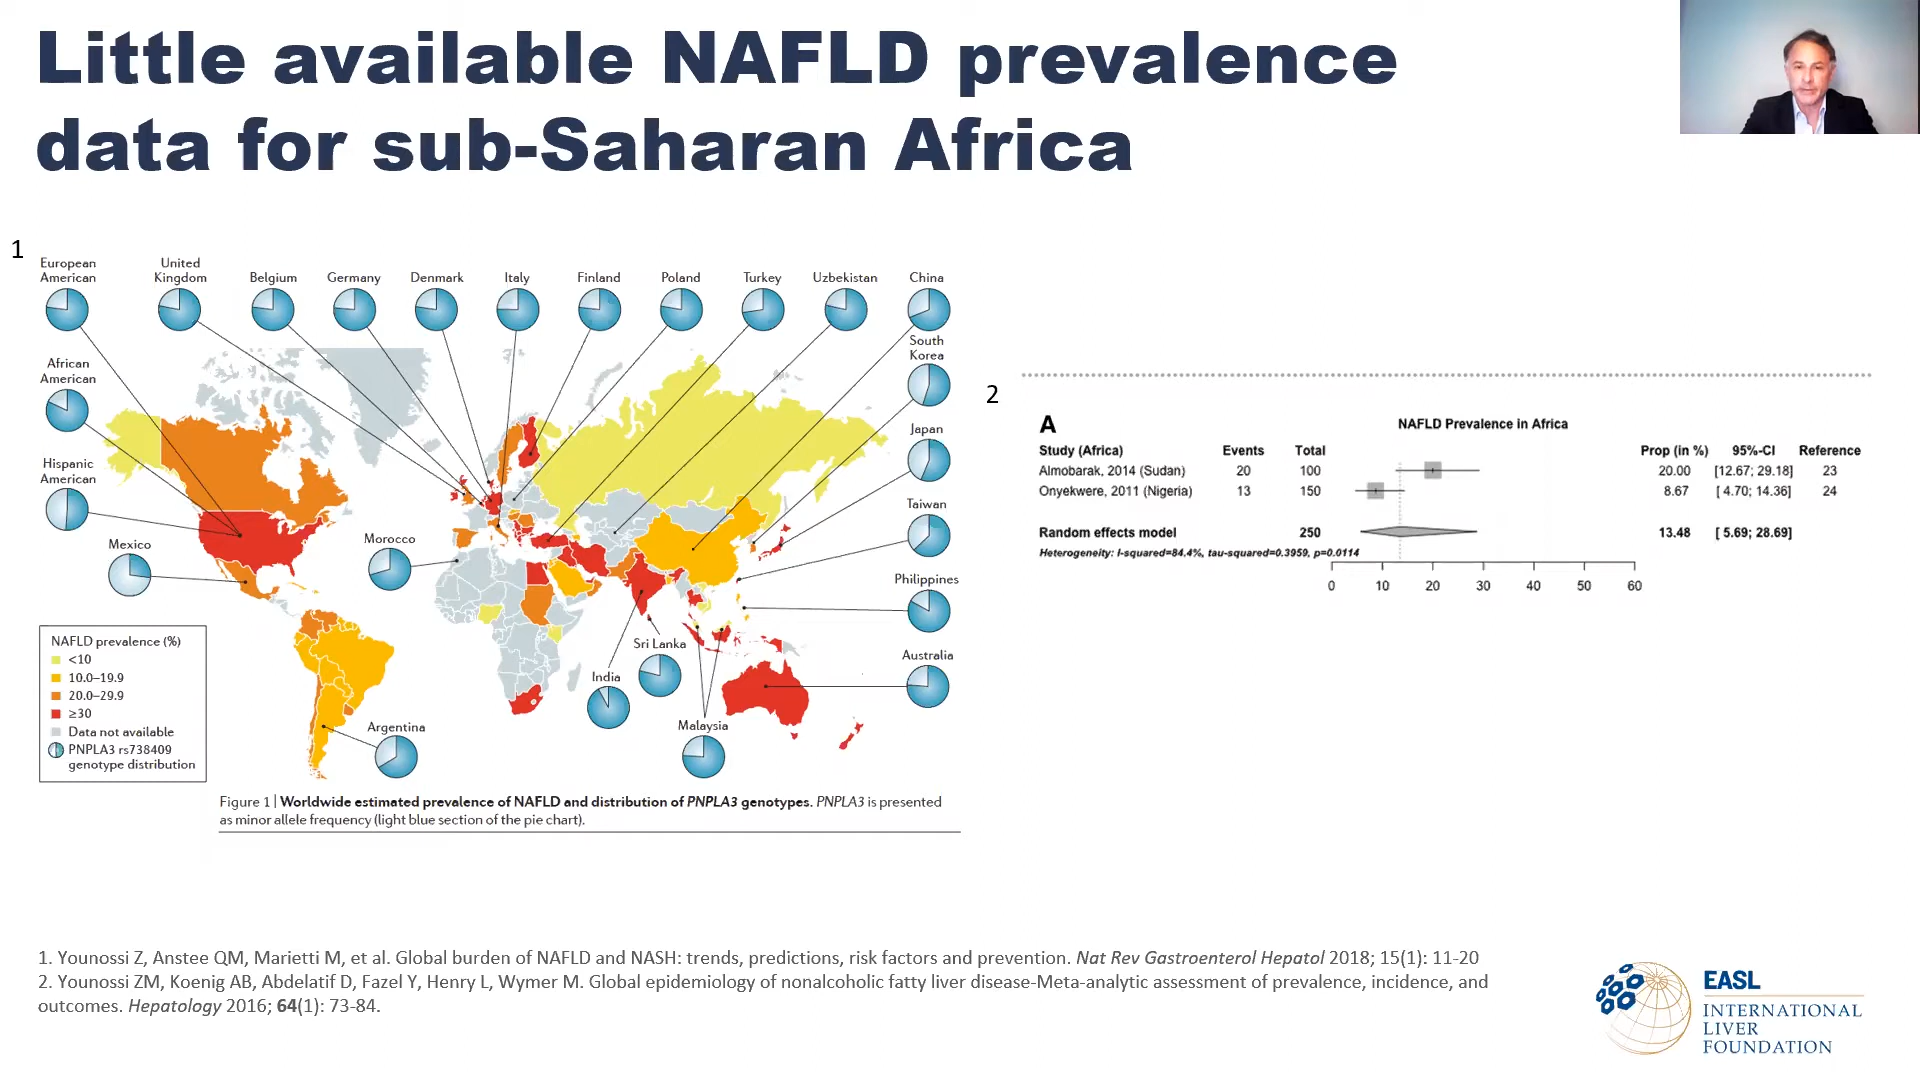 Little available NAFLD prevalence
data for sub-Saharan Africa
1
European
American
United
Kingdom
Belgium
Germany
Denmark
Italy
Finland
Poland
Turkey
Uzbekistan
China
South
Korea
African
American
Japan
Hispanic
American
Taiwan
Mexico
Morocco
Philippines
Sri Lanka
India
Australia
Malaysia
Argentina
NAFLD prevalence (%)
<10
10.0–19.9
20.0–29.9
≥30
Data not available
PNPLA3 rs738409
genotype distribution
Figure 1 | Worldwide estimated prevalence of NAFLD and distribution of PNPLA3 genotypes. PNPLA3 is presented
as minor allele frequency (light blue section of the pie chart).
2
A
NAFLD Prevalence in Africa
Study (Africa) Events Total Prop (in %) 95%-CI Reference
Almobarak, 2014 (Sudan) 20 100 20.00 [12.67; 29.18] 23
Onyekwere, 2011 (Nigeria) 13 150 8.67 [ 4.70; 14.36] 24
Random effects model 250 13.48 [ 5.69; 28.69]
Heterogeneity: I-squared=84.4%, tau-squared=0.3959, p=0.0114
0 10 20 30 40 50 60
1. Younossi Z, Anstee QM, Marietti M, et al. Global burden of NAFLD and NASH: trends, predictions, risk factors and prevention. Nat Rev Gastroenterol Hepatol 2018; 15(1): 11-20
2. Younossi ZM, Koenig AB, Abdelatif D, Fazel Y, Henry L, Wymer M. Global epidemiology of nonalcoholic fatty liver disease-Meta-analytic assessment of prevalence, incidence, and
outcomes. Hepatology 2016; 64(1): 73-84.
EASL
INTERNATIONAL
LIVER
FOUNDATION